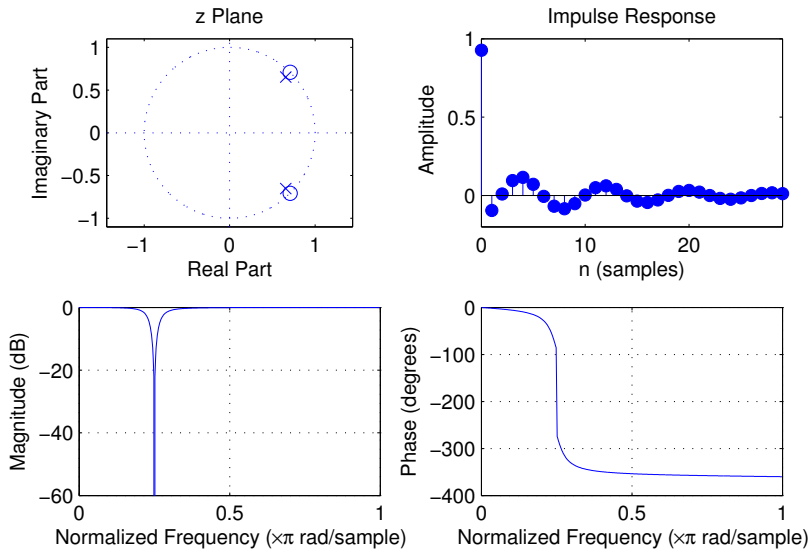 z Plane
1
0.5
0
−0.5
−1
−1
0
1
Imaginary Part
Real Part
Impulse Response
1
0.5
0
0
10
20
Amplitude
n (samples)
0
−20
−40
−60
0
0.5
1
Magnitude (dB)
Normalized Frequency (×π rad/sample)
0
−100
−200
−300
−400
0
0.5
1
Phase (degrees)
Normalized Frequency (×π rad/sample)